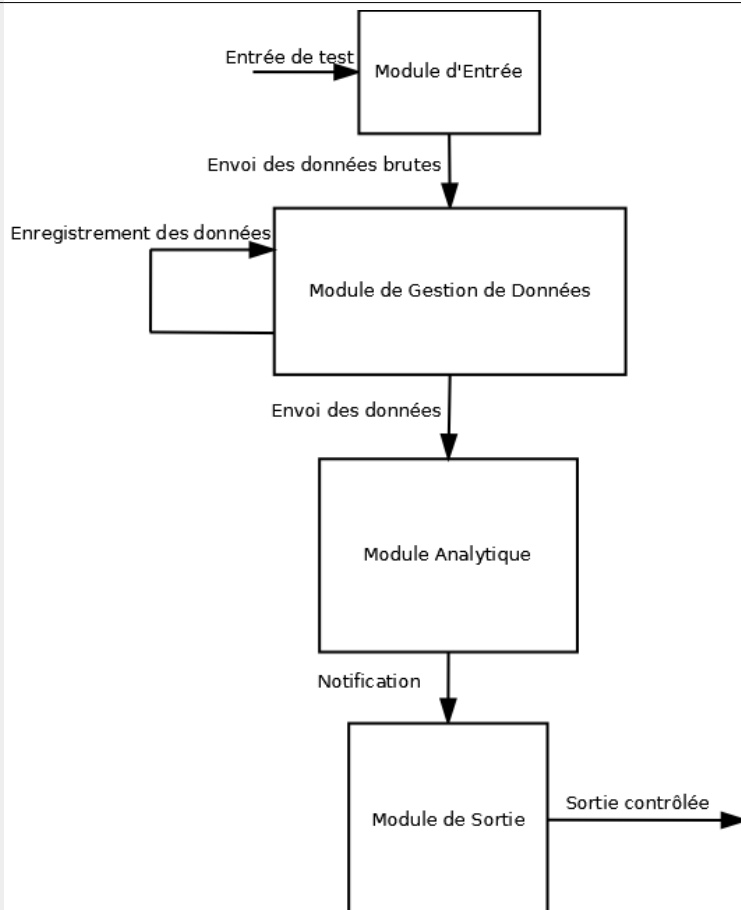 Entrée de test
Module d'Entrée
Envoi des données brutes
Enregistrement des données
Module de Gestion de Données
Envoi des données
Module Analytique
Notification
Module de Sortie
Sortie contrôlée